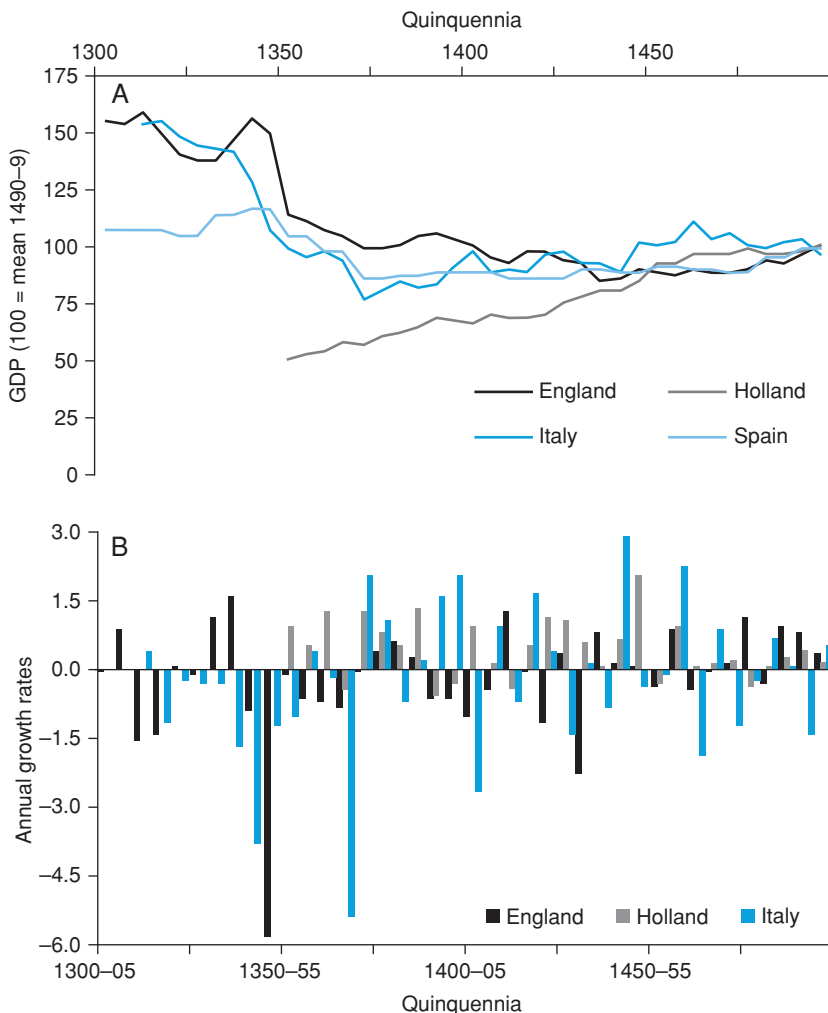 Quinquennia
1300 1350 1400 1450
A
GDP (100 = mean 1490–9)
175
150
125
100
75
50
25
0
England Holland
Italy Spain
B
Annual growth rates
3.0
1.5
0.0
–1.5
–3.0
–4.5
–6.0
England Holland Italy
1300–05 1350–55 1400–05 1450–55
Quinquennia